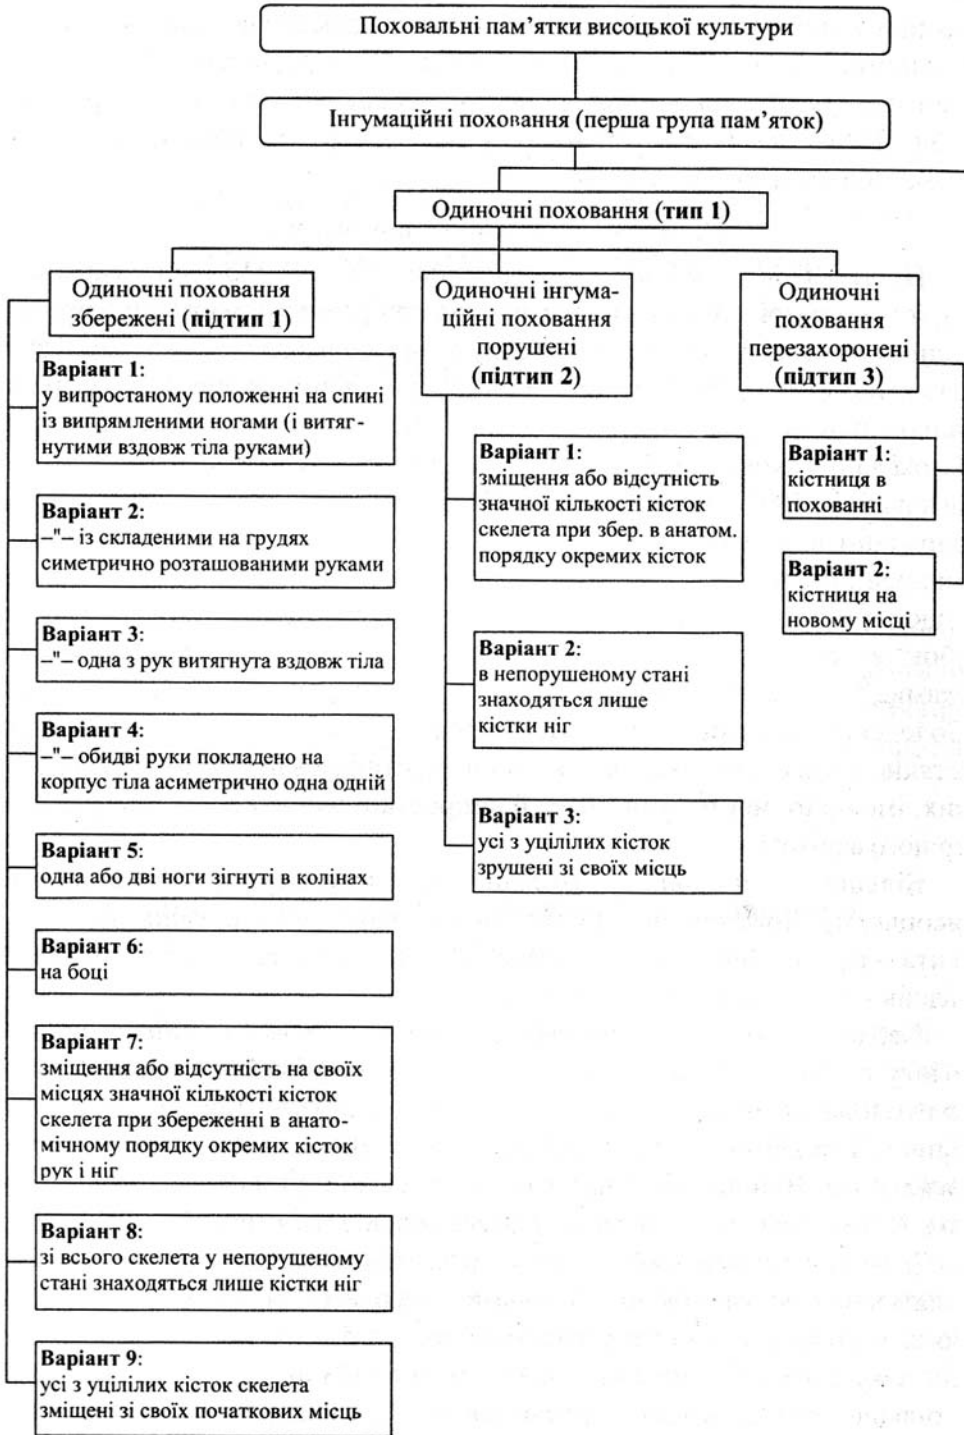 Поховальні пам’ятки висоцької культури
Інгумаційні поховання (перша група пам’яток)
Одиночні поховання (тип 1)
Одиночні поховання
збережені (підтип 1)
Варіант 1:
у випростаному положенні на спині
із випрямленими ногами (і витяг-
нутими вздовж тіла руками)
Варіант 2:
–"– із складеними на грудях
симетрично розташованими руками
Варіант 3:
–"– одна з рук витягнута вздовж тіла
Варіант 4:
–"– обидві руки покладено на
корпус тіла асиметрично одна одній
Варіант 5:
одна або дві ноги зігнуті в колінах
Варіант 6:
на боці
Варіант 7:
зміщення або відсутність на своїх
місцях значної кількості кісток
скелета при збереженні в анато-
мічному порядку окремих кісток
рук і ніг
Варіант 8:
зі всього скелета у непорушеному
стані знаходяться лише кістки ніг
Варіант 9:
усі з уцілілих кісток скелета
зміщені зі своїх початкових місць
Одиночні інгума-
ційні поховання
порушені
(підтип 2)
Варіант 1:
зміщення або відсутність
значної кількості кісток
скелета при збер. в анатом.
порядку окремих кісток
Варіант 2:
в непорушеному стані
знаходяться лише
кістки ніг
Варіант 3:
усі з уцілілих кісток
зрушені зі своїх місць
Одиночні
поховання
перезахоронені
(підтип 3)
Варіант 1:
кістниця в
похованні
Варіант 2:
кістниця на
новому місці